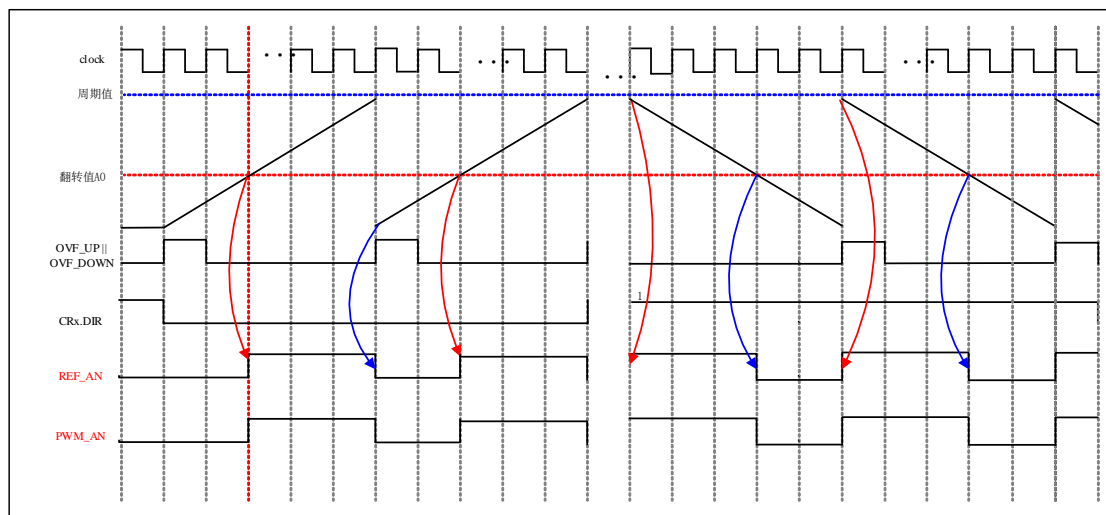 clock
...
...
...
...
周期值
翻转值A0
OVF_UP ||
OVF_DOWN
1
CRx.DIR
REF_AN
PWM_AN